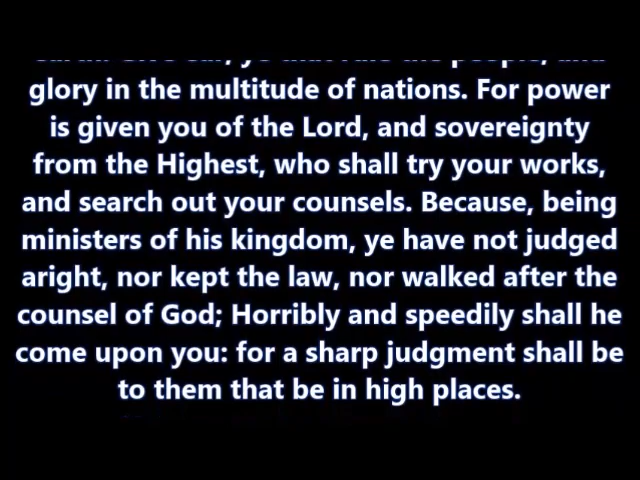 glory in the multitude of nations. For power
is given you of the Lord, and sovereignty
from the Highest, who shall try your works,
and search out your counsels. Because, being
ministers of his kingdom, ye have not judged
aright, nor kept the law, nor walked after the
counsel of God; Horribly and speedily shall he
come upon you: for a sharp judgment shall be
to them that be in high places.